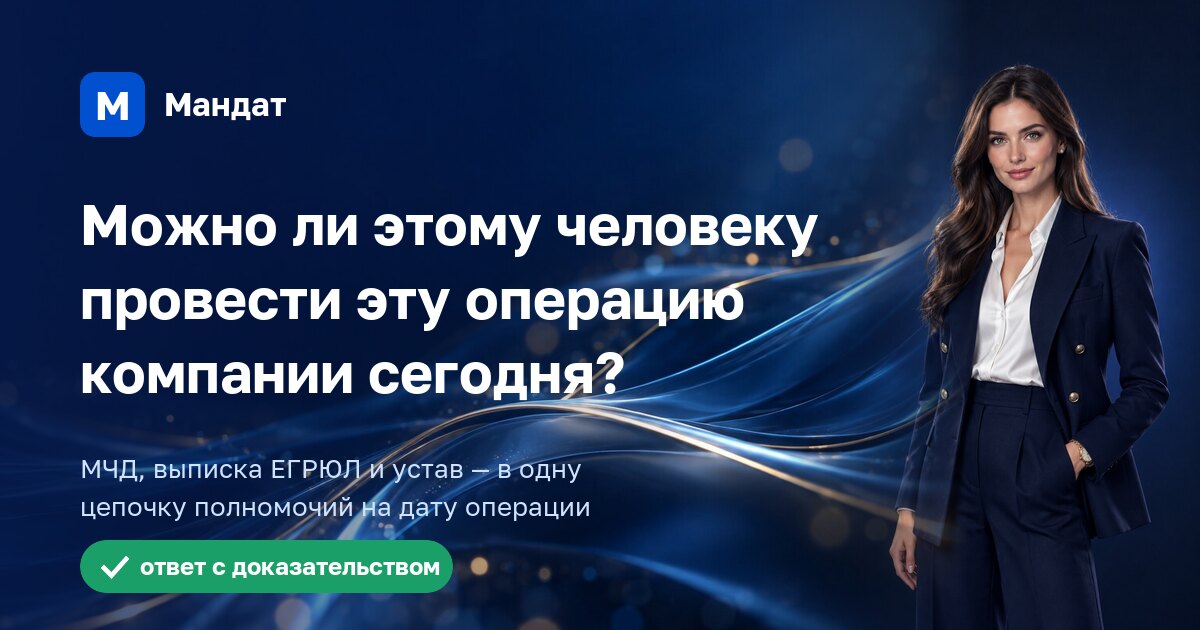 М
Мандат
Можно ли этому человеку
провести эту операцию
компании сегодня?
МЧД, выписка ЕГРЮЛ и устав — в одну
цепочку полномочий на дату операции
ответ с доказательством